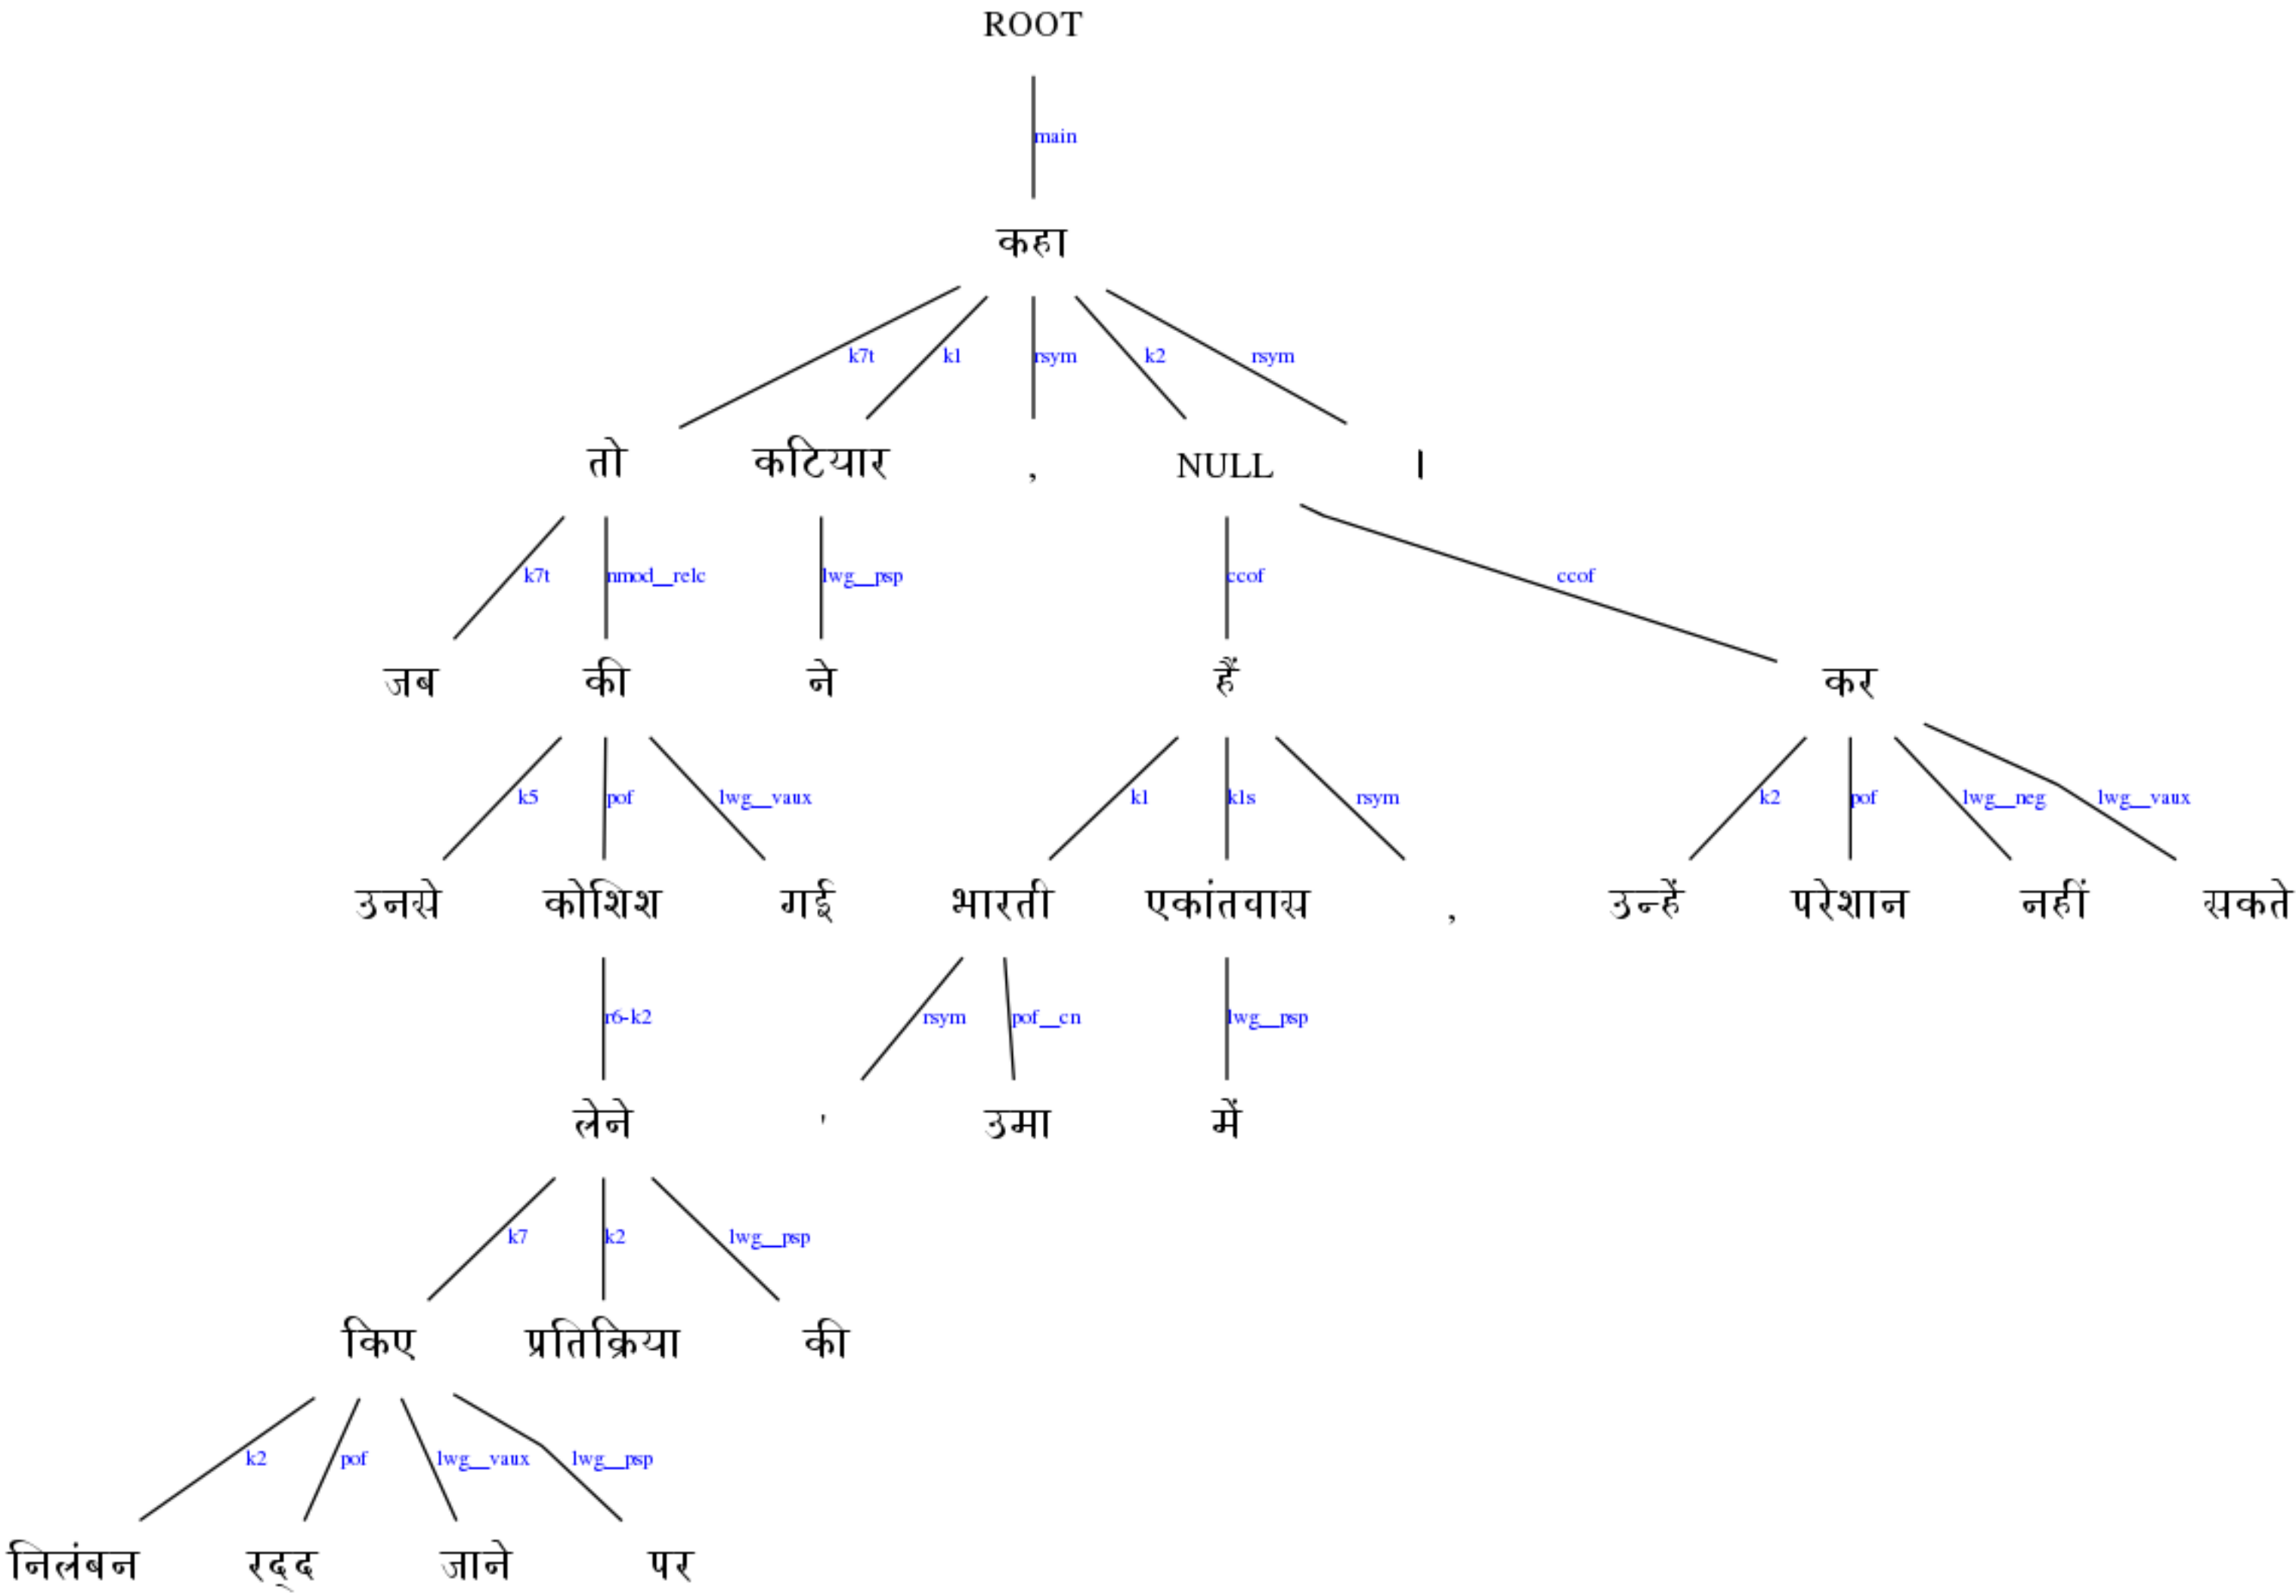 ROOT
main
कहा
k7t k1 rsym k2 rsym
तो कटियार , NULL ।
k7t nmod__relc lwg__psp ccof ccof
जब की ने हैं कर
k5 pof lwg__vaux k1 k1s rsym k2 pof lwg__neg lwg__vaux
उनसे कोशिश गई भारती एकांतवास , उन्हें परेशान नहीं सकते
r6-k2 rsym pof__cn lwg__psp
लेने ' उमा में
k7 k2 lwg__psp
किए प्रतिक्रिया की
k2 pof lwg__vaux lwg__psp
निलंबन रद्द जाने पर